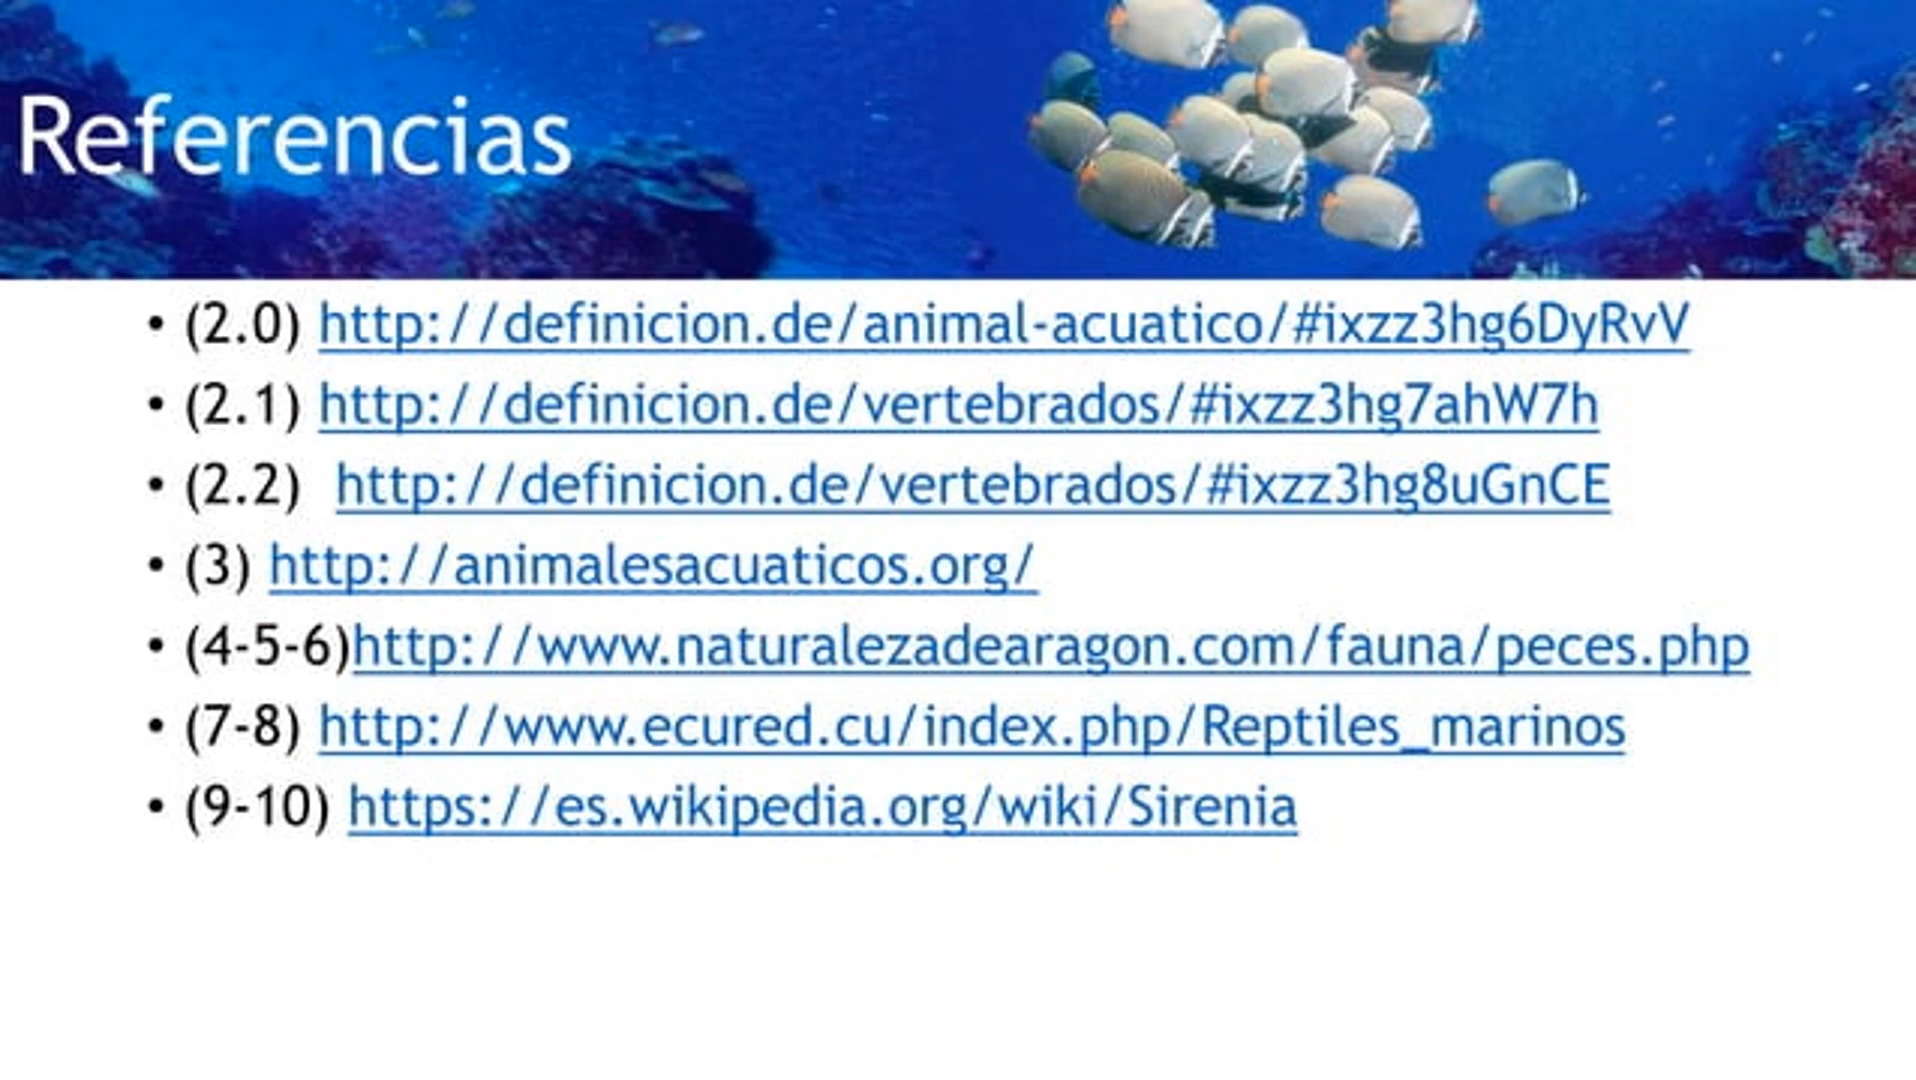 Referencias
• (2.0) http://definicion.de/animal-acuatico/#ixzz3hg6DyRvV
• (2.1) http://definicion.de/vertebrados/#ixzz3hg7ahW7h
• (2.2)  http://definicion.de/vertebrados/#ixzz3hg8uGnCE
• (3) http://animalesacuaticos.org/
• (4-5-6)http://www.naturalezadearagon.com/fauna/peces.php
• (7-8) http://www.ecured.cu/index.php/Reptiles_marinos
• (9-10) https://es.wikipedia.org/wiki/Sirenia